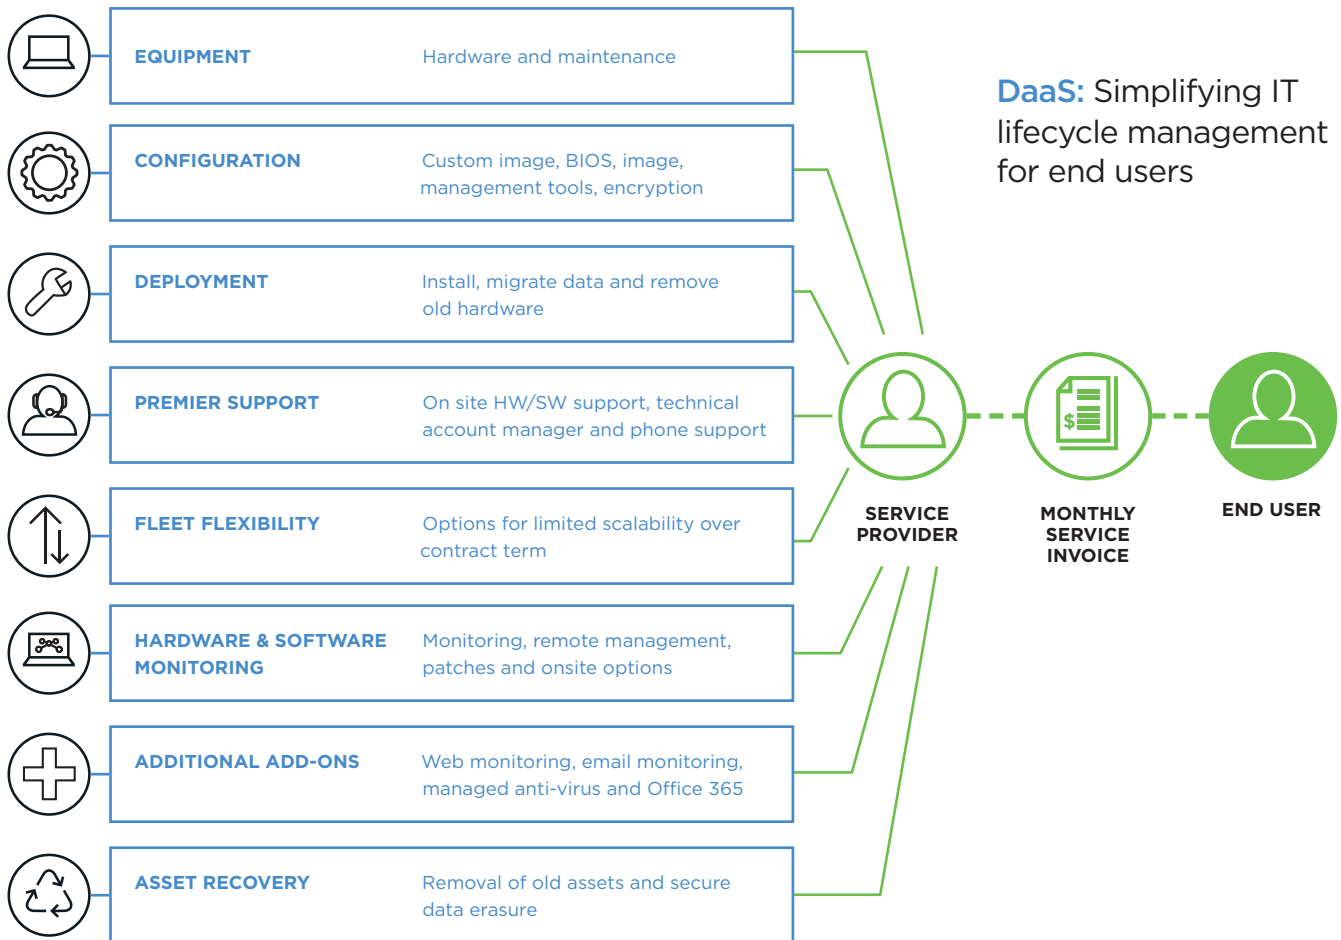 EQUIPMENT
Hardware and maintenance
DaaS: Simplifying IT
lifecycle management
for end users
CONFIGURATION
Custom image, BIOS, image,
management tools, encryption
DEPLOYMENT
Install, migrate data and remove
old hardware
PREMIER SUPPORT
On site HW/SW support, technical
account manager and phone support
$
SERVICE
PROVIDER
MONTHLY
SERVICE
INVOICE
END USER
FLEET FLEXIBILITY
Options for limited scalability over
contract term
HARDWARE & SOFTWARE
MONITORING
Monitoring, remote management,
patches and onsite options
ADDITIONAL ADD-ONS
Web monitoring, email monitoring,
managed anti-virus and Office 365
ASSET RECOVERY
Removal of old assets and secure
data erasure